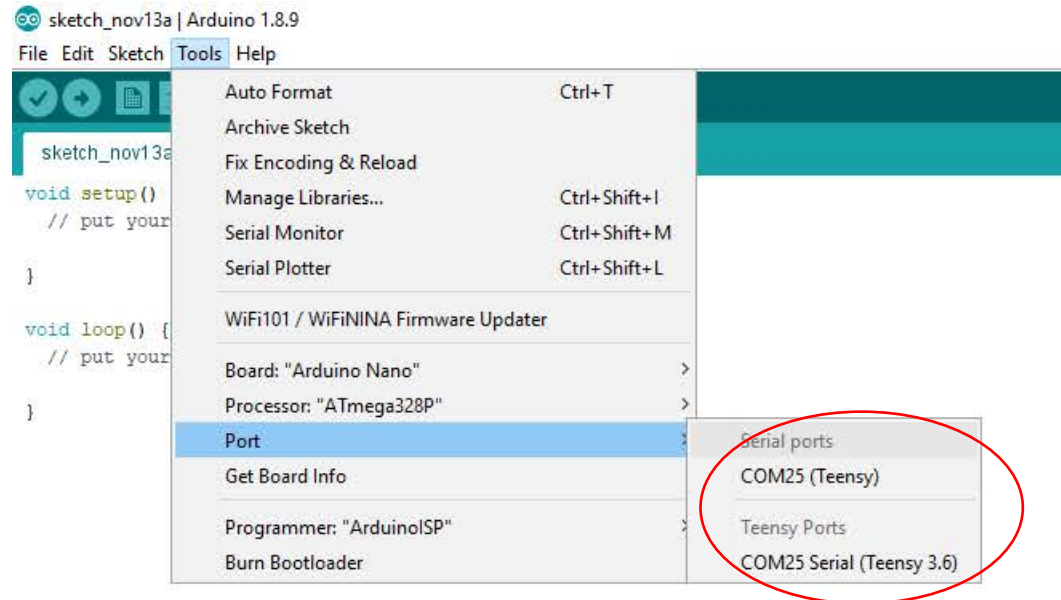 sketch_nov13a | Arduino 1.8.9
File Edit Sketch Tools Help
Auto Format Ctrl+T
Archive Sketch
sketch_nov13a
Fix Encoding & Reload
void setup()
Manage Libraries... Ctrl+Shift+I
// put your
Serial Monitor Ctrl+Shift+M
}
Serial Plotter Ctrl+Shift+L
WiFi101 / WiFiNINA Firmware Updater
void loop() {
// put your
Board: "Arduino Nano"
}
Processor: "ATmega328P"
Port
Serial ports
Get Board Info
COM25 (Teensy)
Programmer: "ArduinoISP"
Teensy Ports
Burn Bootloader
COM25 Serial (Teensy 3.6)